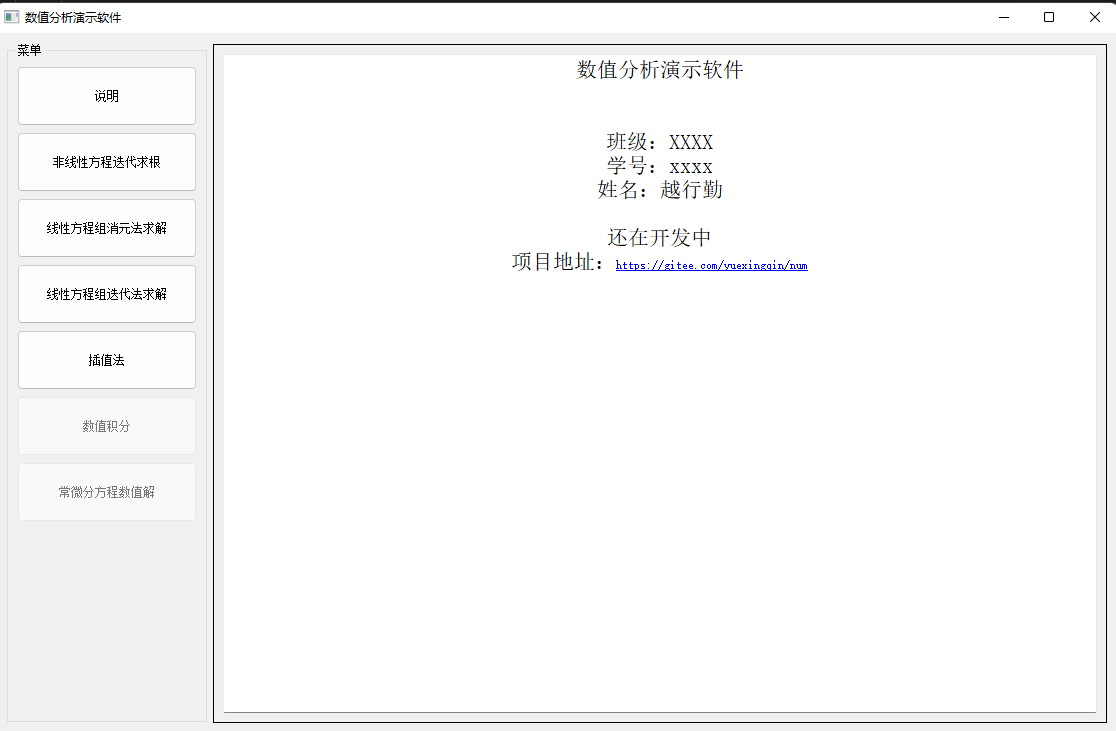 数值分析演示软件
菜单
说明
非线性方程迭代求根
线性方程组消元法求解
线性方程组迭代法求解
插值法
数值积分
常微分方程数值解
数值分析演示软件
班级：XXXX
学号：xxxx
姓名：越行勤
还在开发中
项目地址：https://gitee.com/yuexingqin/num